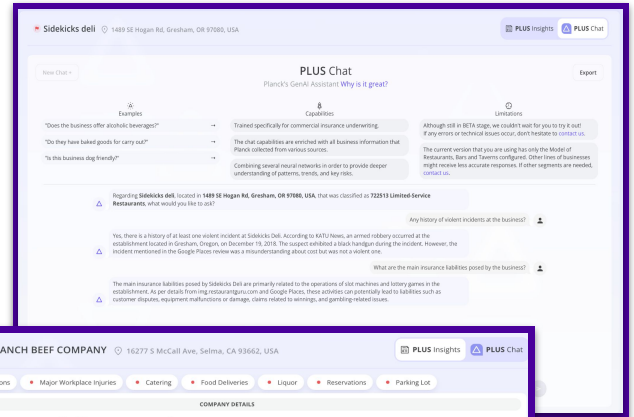 Sidekicks deli 1489 SE Hogan Rd, Gresham, OR 97080, USA
PLUS Insights PLUS Chat
New Chat +
PLUS Chat
Export
Planck's GenAI Assistant Why is it great?
Examples
Capabilities
Limitations
"Does the business offer alcoholic beverages?" →
"Do they have baked goods for carry out?" →
"Is this business dog friendly?" →
Trained specifically for commercial insurance underwriting.
The chat capabilities are enriched with all business information that
Planck collected from various sources.
Combining several neural networks in order to provide deeper
understanding of patterns, trends, and key risks.
Although still in BETA stage, we couldn't wait for you to try it out!
If any errors or technical issues occur, don't hesitate to contact us.
The current version that you are using has only the Model of
Restaurants, Bars and Taverns configured. Other lines of businesses
might receive less accurate responses. If other segments are needed,
contact us.
Regarding Sidekicks deli, located in 1489 SE Hogan Rd, Gresham, OR 97080, USA, that was classified as 722513 Limited-Service
Restaurants, what would you like to ask?
Any history of violent incidents at the business?
Yes, there is a history of at least one violent incident at Sidekicks Deli. According to KATU News, an armed robbery occurred at the
establishment located in Gresham, Oregon, on December 19, 2018. The suspect exhibited a black handgun during the incident. However, the
incident mentioned in the Google Places review was a misunderstanding about cost but was not a violent one.
What are the main insurance liabilities posed by the business?
The main insurance liabilities posed by Sidekicks Deli are primarily related to the operations of slot machines and lottery games in the
establishment. As per details from img.restaurantguru.com and Google Places, these activities can potentially lead to liabilities such as
customer disputes, equipment malfunctions or damage, claims related to winnings, and gambling-related issues.
ANCH BEEF COMPANY 16277 S McCall Ave, Selma, CA 93662, USA
PLUS Insights PLUS Chat
ons • Major Workplace Injuries • Catering • Food Deliveries • Liquor • Reservations • Parking Lot
COMPANY DETAILS